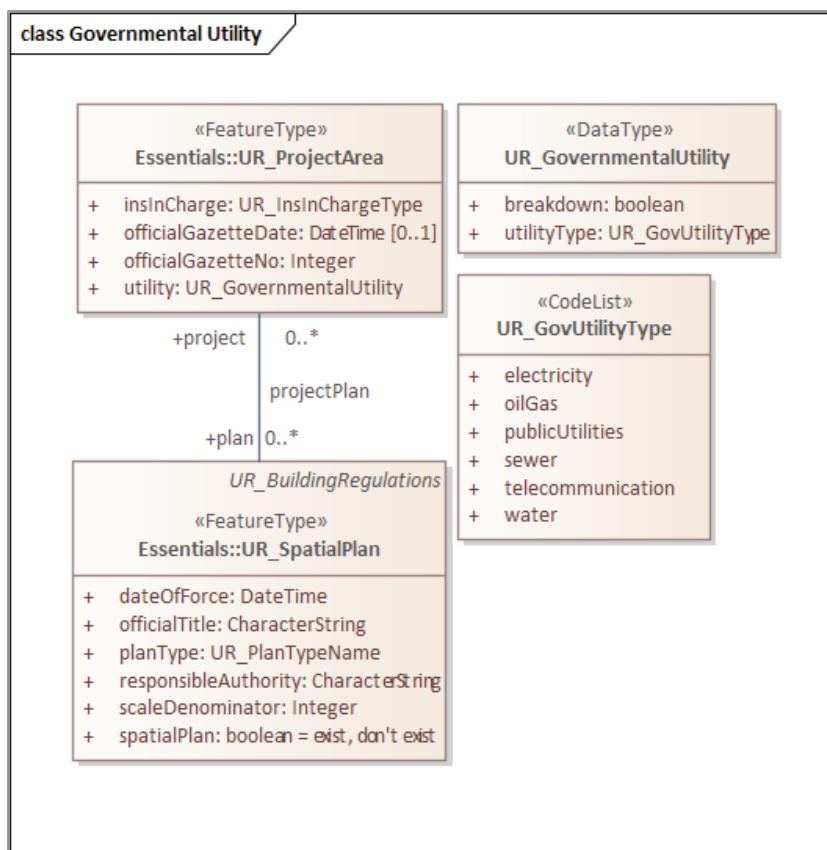 class Governmental Utility
«FeatureType»
Essentials::UR_ProjectArea
+ insInCharge: UR_InsInChargeType
+ officialGazetteDate: DateTime [0..1]
+ officialGazetteNo: Integer
+ utility: UR_GovernmentalUtility
«DataType»
UR_GovernmentalUtility
+ breakdown: boolean
+ utilityType: UR_GovUtilityType
«CodeList»
UR_GovUtilityType
+ electricity
+ oilGas
+ publicUtilities
+ sewer
+ telecommunication
+ water
+project 0..*
projectPlan
+plan 0..*
UR_BuildingRegulations
«FeatureType»
Essentials::UR_SpatialPlan
+ dateOfForce: DateTime
+ officialTitle: CharacterString
+ planType: UR_PlanTypeName
+ responsibleAuthority: CharacterString
+ scaleDenominator: Integer
+ spatialPlan: boolean = exist, don't exist